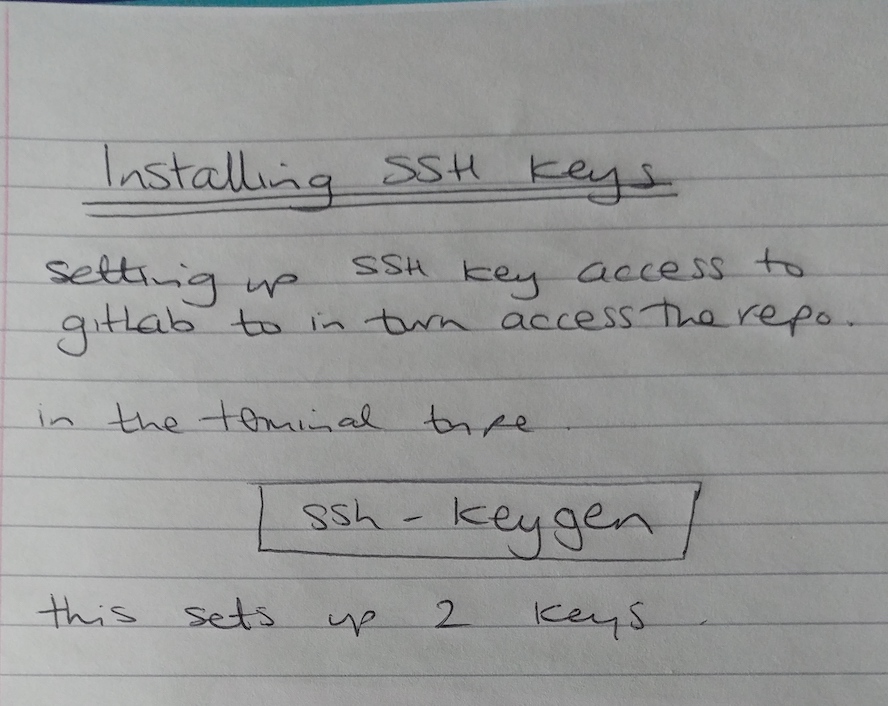 Installing SSH keys
setting up SSH key access to
gitlab to in turn access the repo.
in the terminal type
ssh - keygen
this sets up 2 keys.